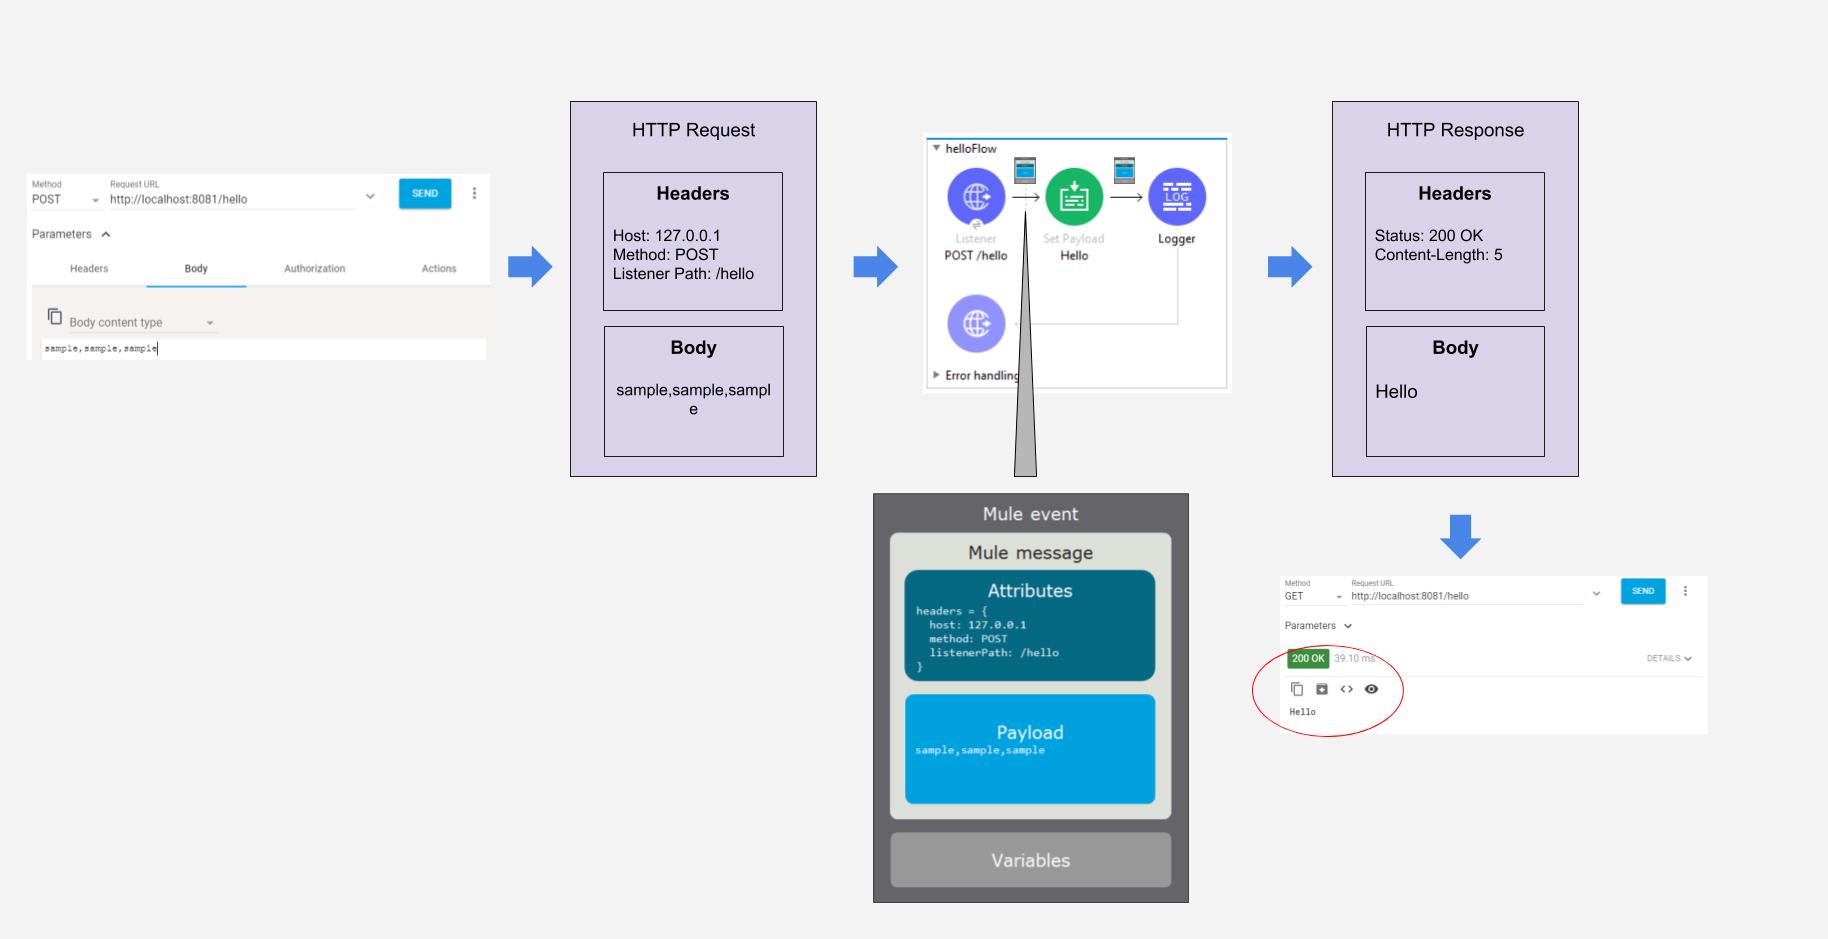 Method
Request URL
POST
http://localhost:8081/hello
SEND
Parameters
Headers
Body
Authorization
Actions
Body content type
sample,sample,sample
HTTP Request
Headers
Host: 127.0.0.1
Method: POST
Listener Path: /hello
Body
sample,sample,sampl
e
helloFlow
LOG
Listener
Set Payload
Logger
POST /hello
Hello
Error handling
Mule event
Mule message
Attributes
headers = {
host: 127.0.0.1
method: POST
listenerPath: /hello
}
Payload
sample,sample,sample
Variables
HTTP Response
Headers
Status: 200 OK
Content-Length: 5
Body
Hello
Method
Request URL
GET
http://localhost:8081/hello
SEND
Parameters
200 OK
39.10 ms
DETAILS
Hello